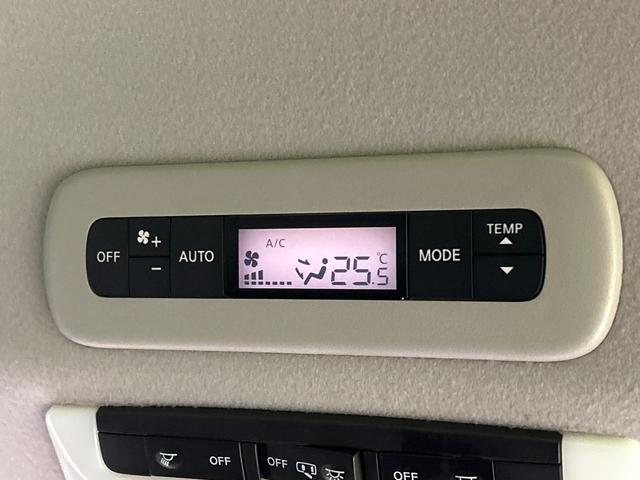 OFF + - AUTO A/C 25.5 °C MODE TEMP
OFF OFF OFF